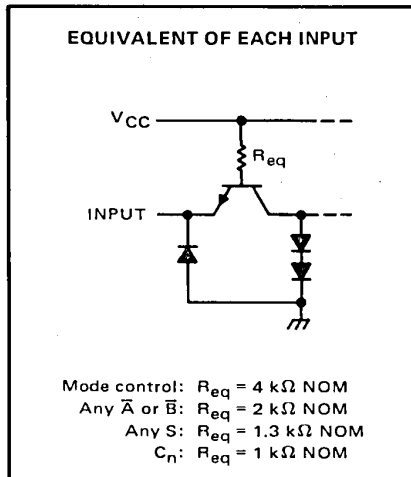 EQUIVALENT OF EACH INPUT
VCC
Req
INPUT
Mode control: Req = 4 kΩ NOM
Any A̅ or B̅: Req = 2 kΩ NOM
Any S: Req = 1.3 kΩ NOM
Cn: Req = 1 kΩ NOM